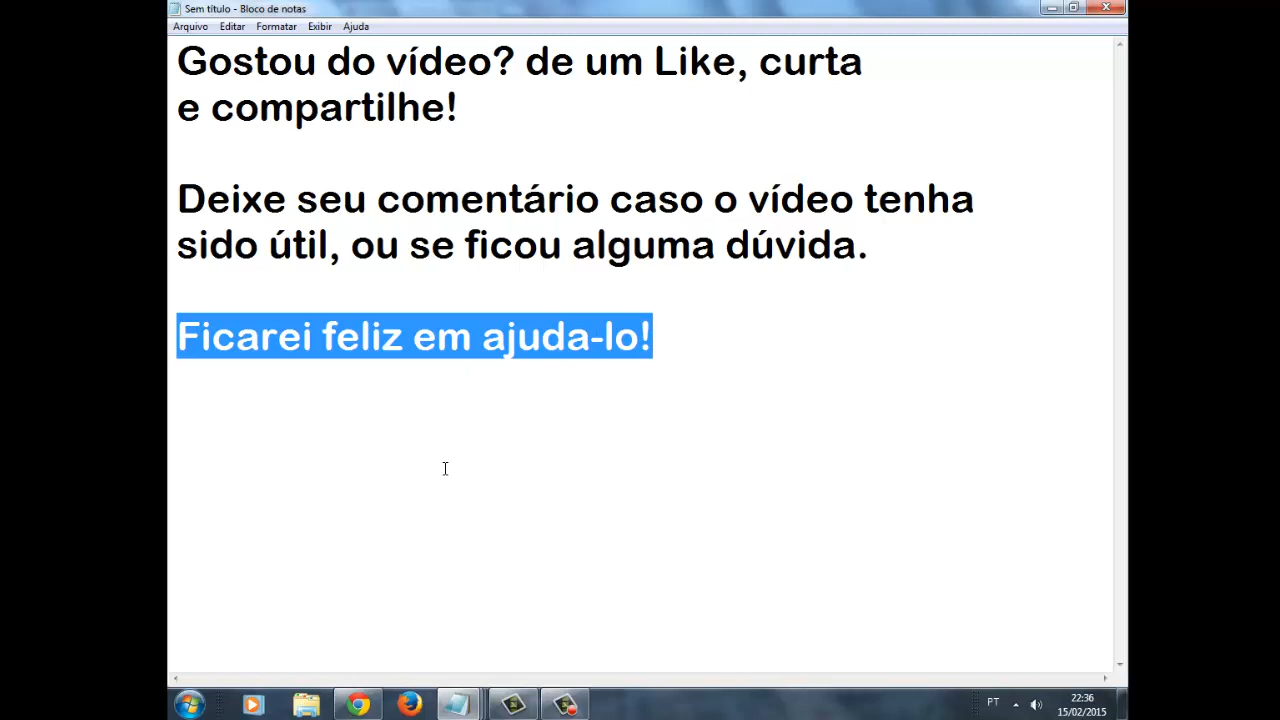 Sem título - Bloco de notas
Arquivo Editar Formatar Exibir Ajuda
Gostou do vídeo? de um Like, curta
e compartilhe!
Deixe seu comentário caso o vídeo tenha
sido útil, ou se ficou alguma dúvida.
Ficarei feliz em ajuda-lo!
PT
22:36
15/02/2015